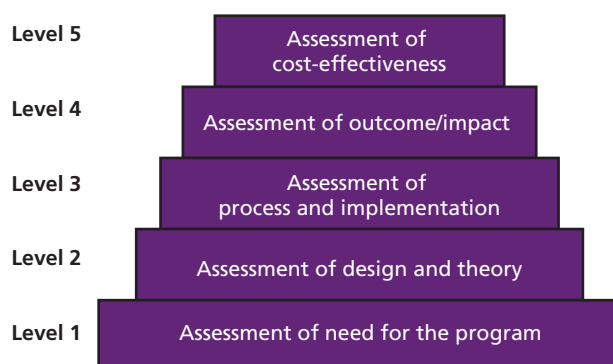 Level 5
Assessment of
cost-effectiveness
Level 4
Assessment of outcome/impact
Level 3
Assessment of
process and implementation
Level 2
Assessment of design and theory
Level 1
Assessment of need for the program